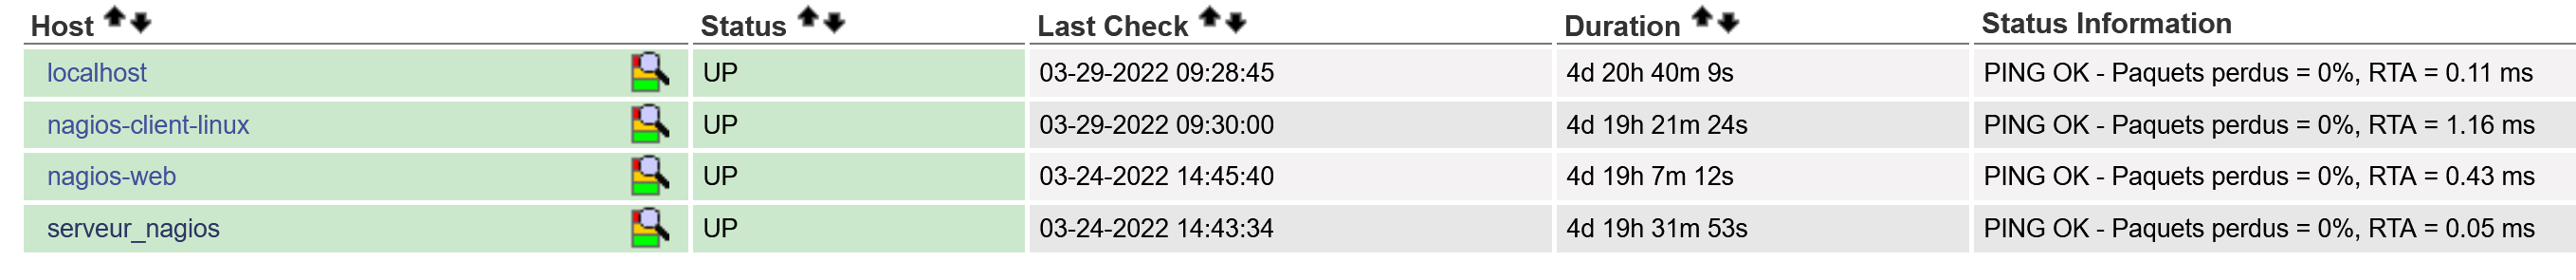 Host Status Last Check Duration Status Information
localhost UP 03-29-2022 09:28:45 4d 20h 40m 9s PING OK - Paquets perdus = 0%, RTA = 0.11 ms
nagios-client-linux UP 03-29-2022 09:30:00 4d 19h 21m 24s PING OK - Paquets perdus = 0%, RTA = 1.16 ms
nagios-web UP 03-24-2022 14:45:40 4d 19h 7m 12s PING OK - Paquets perdus = 0%, RTA = 0.43 ms
serveur_nagios UP 03-24-2022 14:43:34 4d 19h 31m 53s PING OK - Paquets perdus = 0%, RTA = 0.05 ms